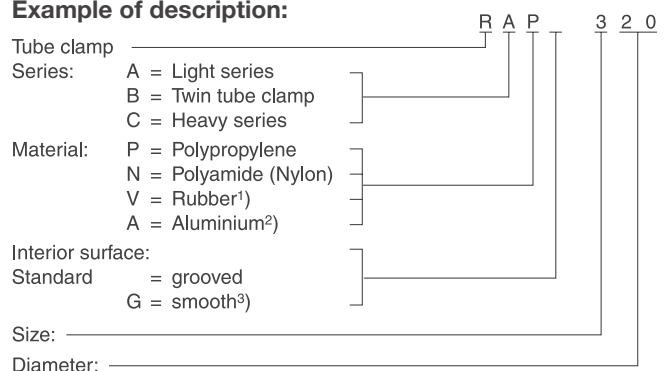 Example of description:
R A P _ 3 2 0
Tube clamp
Series: A = Light series
B = Twin tube clamp
C = Heavy series
Material: P = Polypropylene
N = Polyamide (Nylon)
V = Rubber¹)
A = Aluminium²)
Interior surface:
Standard = grooved
G = smooth³)
Size:
Diameter: